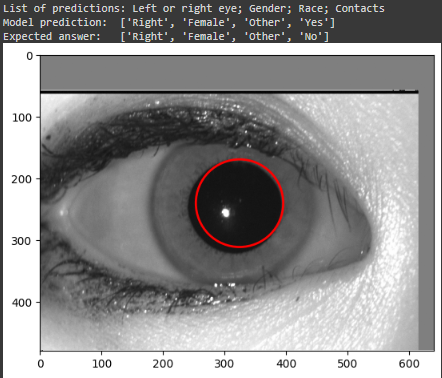 List of predictions: Left or right eye; Gender; Race; Contacts
Model prediction: ['Right', 'Female', 'Other', 'Yes']
Expected answer: ['Right', 'Female', 'Other', 'No']
0
100
200
300
400
0 100 200 300 400 500 600